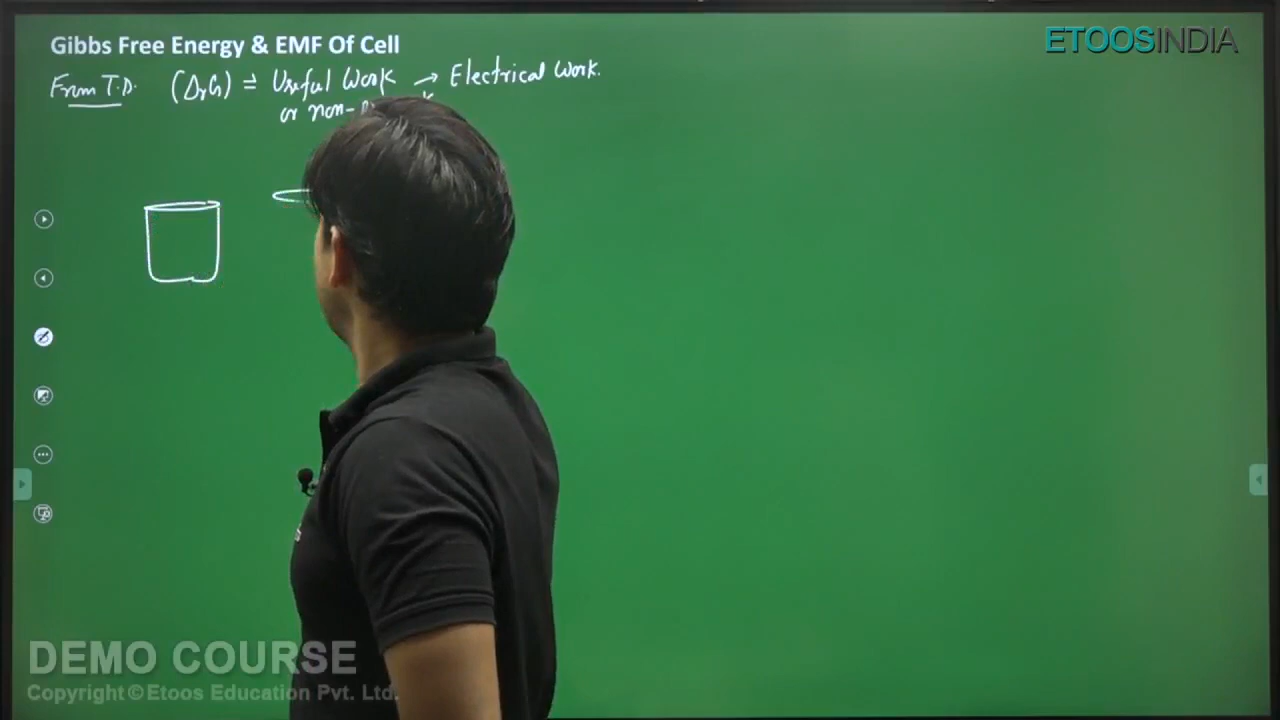 Gibbs Free Energy & EMF Of Cell
ETOOSINDIA
From T.D. (ΔrG) = Useful Work → Electrical Work.
or non-
DEMO COURSE
Copyright © Etoos Education Pvt. Ltd.